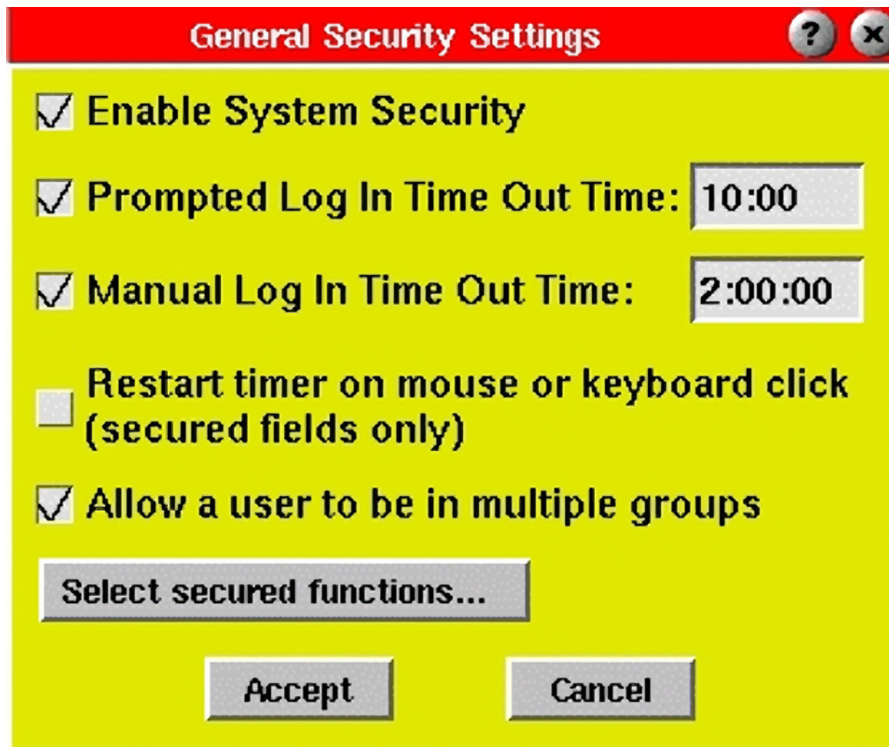 General Security Settings ? x
Enable System Security
Prompted Log In Time Out Time: 10:00
Manual Log In Time Out Time: 2:00:00
Restart timer on mouse or keyboard click
(secured fields only)
Allow a user to be in multiple groups
Select secured functions...
Accept Cancel